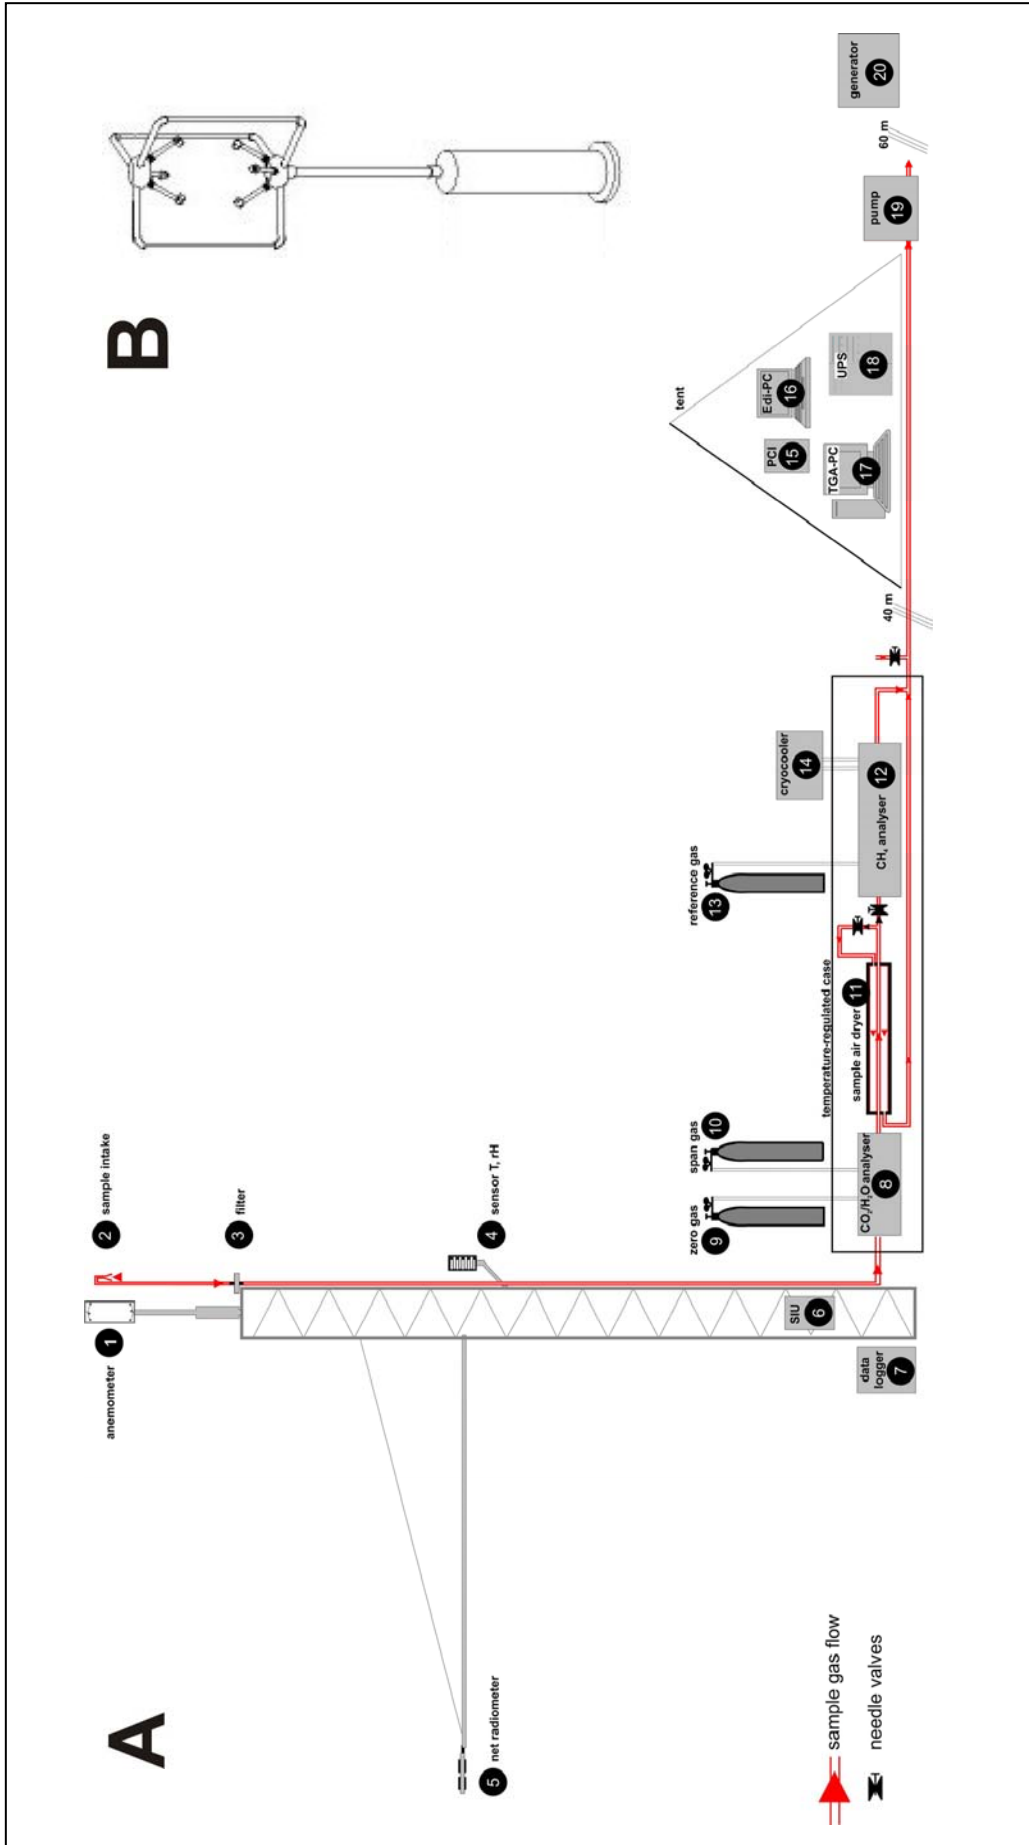 A
B
anemometer
1
2
sample intake
3
filter
4
sensor T, rH
5
net radiometer
SIU
6
data
logger
7
CO₂/H₂O analyser
8
zero gas
9
span gas
10
temperature-regulated case
sample air dryer
11
CH₄ analyser
12
reference gas
13
cryocooler
14
40 m
tent
PCI
15
Edi-PC
16
TGA-PC
17
UPS
18
pump
19
60 m
generator
20
sample gas flow
needle valves